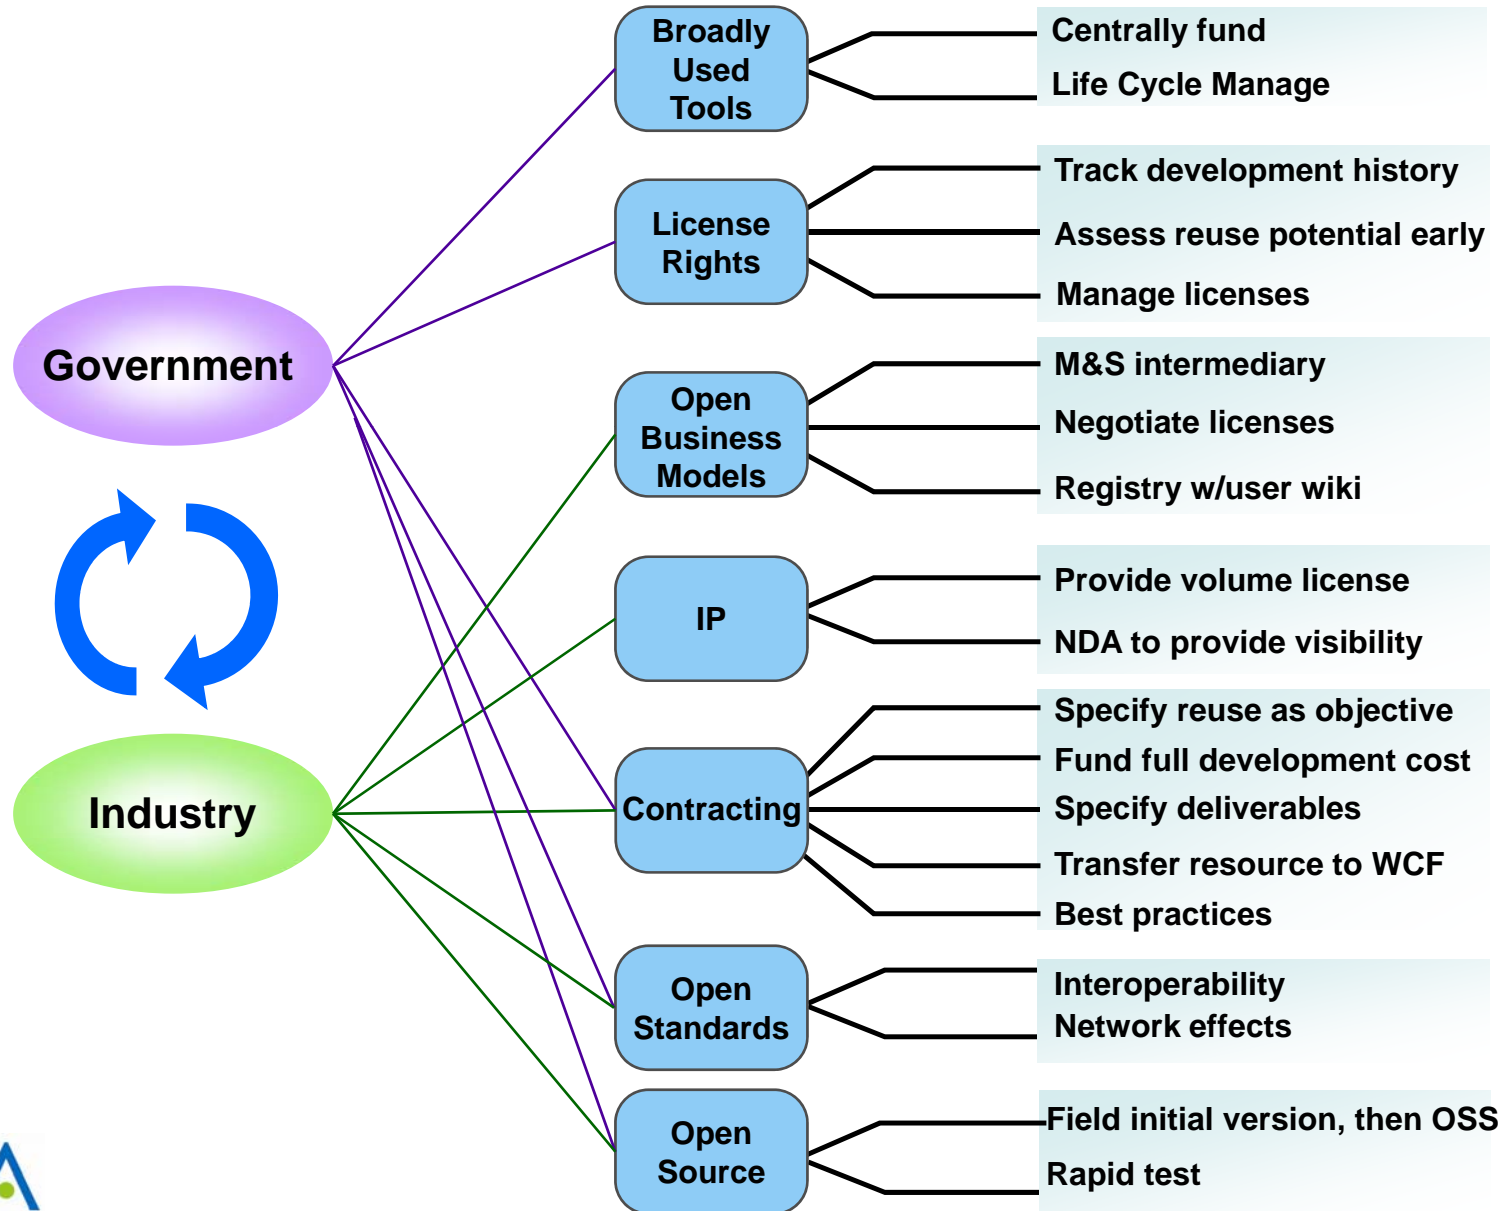 Government
Industry
Broadly
Used
Tools
Centrally fund
Life Cycle Manage
License
Rights
Track development history
Assess reuse potential early
Manage licenses
Open
Business
Models
M&S intermediary
Negotiate licenses
Registry w/user wiki
IP
Provide volume license
NDA to provide visibility
Contracting
Specify reuse as objective
Fund full development cost
Specify deliverables
Transfer resource to WCF
Best practices
Open
Standards
Interoperability
Network effects
Open
Source
Field initial version, then OSS
Rapid test